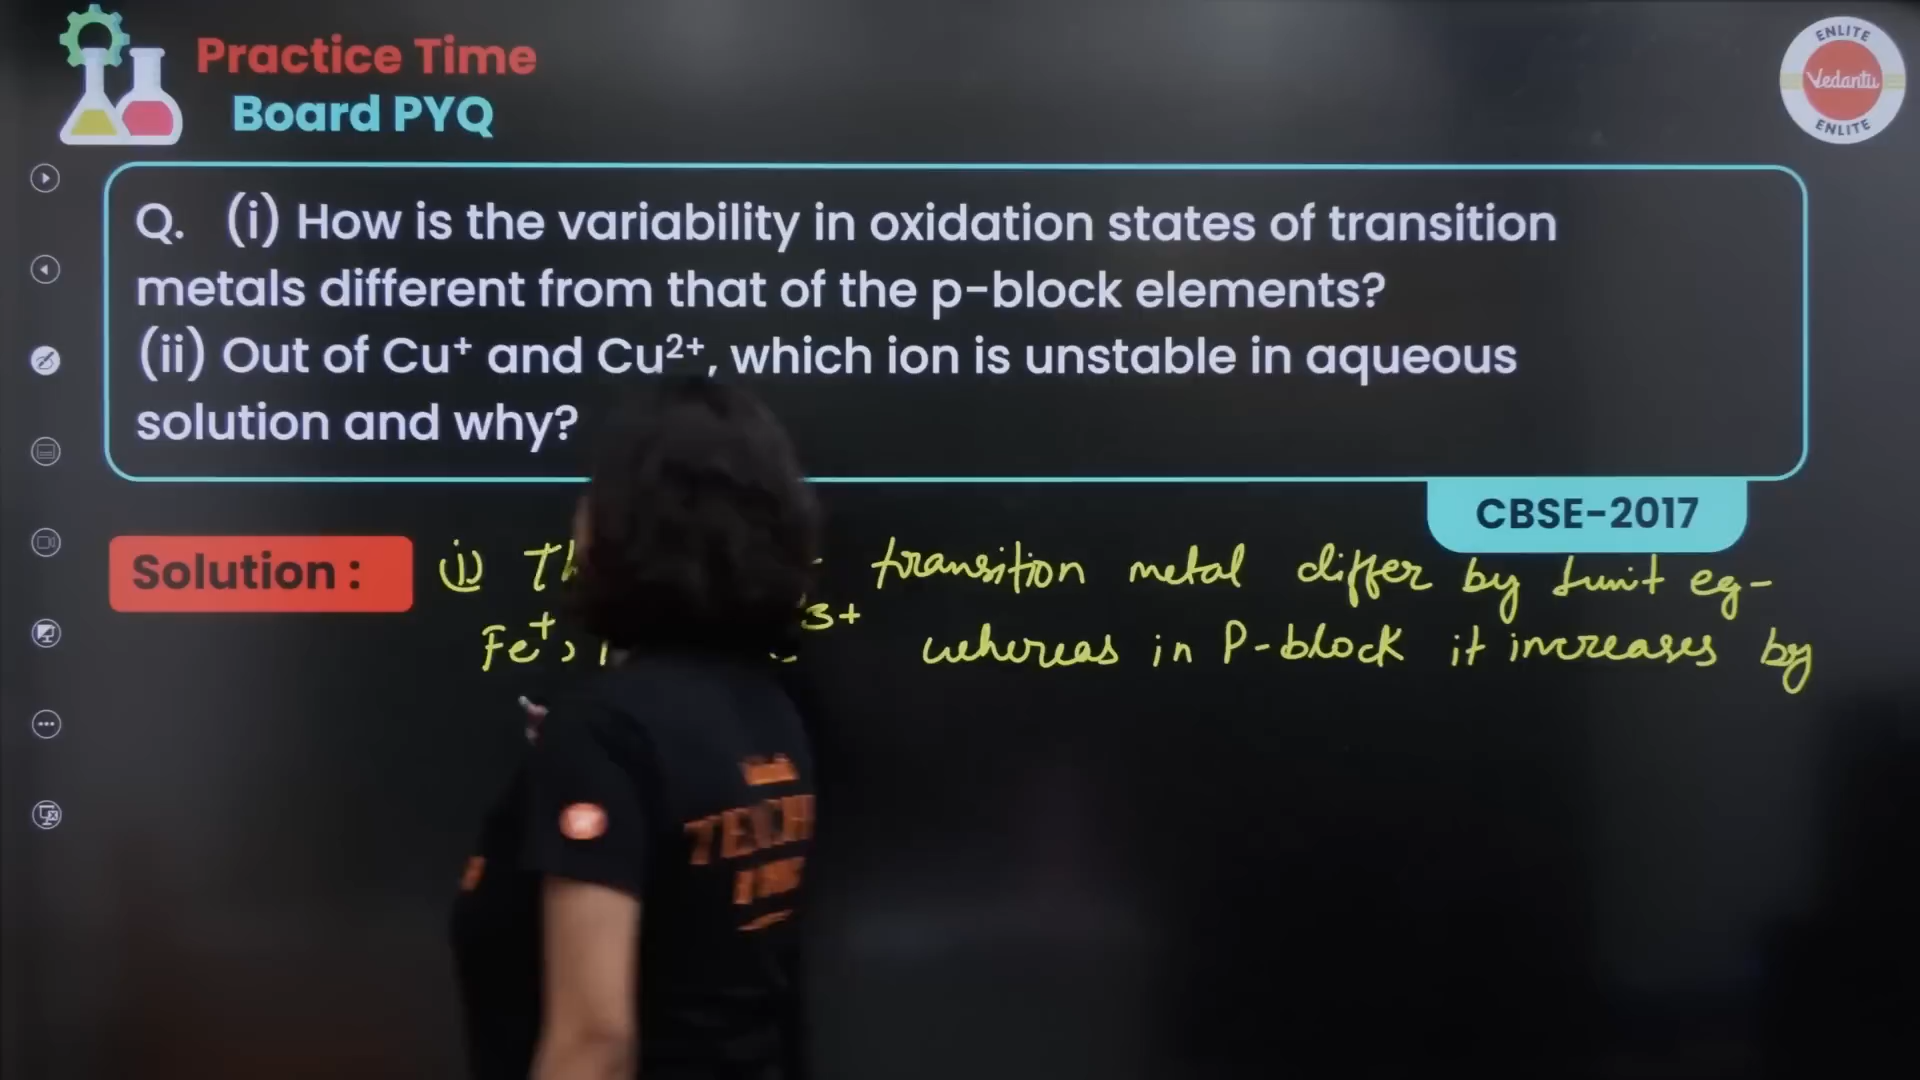 Practice Time
Board PYQ
ENLITE
Vedantu
ENLITE
Q. (i) How is the variability in oxidation states of transition
metals different from that of the p-block elements?
(ii) Out of Cu⁺ and Cu²⁺, which ion is unstable in aqueous
solution and why?
CBSE-2017
Solution :
(i) transition metal differ by unit eg-
Fe⁺, 3+ whereas in P-block it increases by